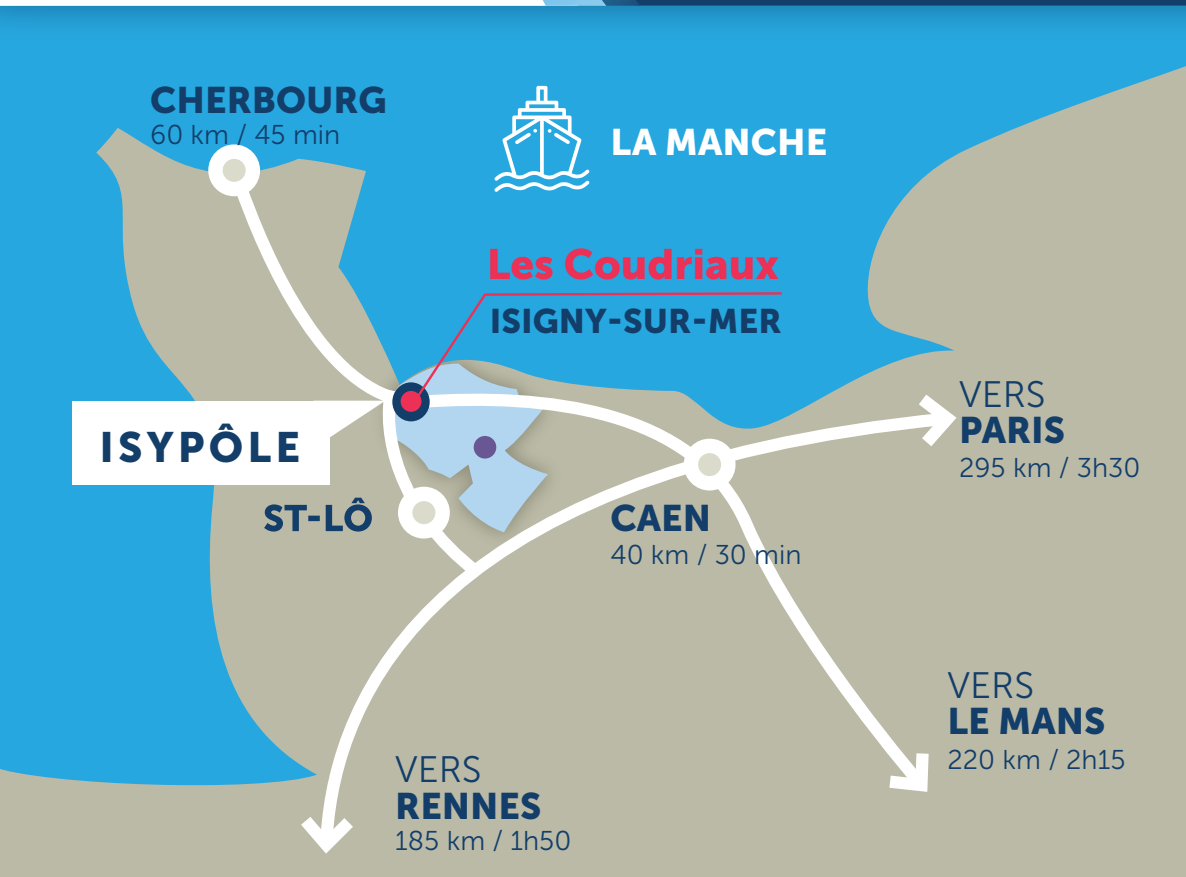 CHERBOURG
60 km / 45 min
LA MANCHE
Les Coudriaux
ISIGNY-SUR-MER
VERS
PARIS
295 km / 3h30
ISYPÔLE
ST-LÔ
CAEN
40 km / 30 min
VERS
LE MANS
220 km / 2h15
VERS
RENNES
185 km / 1h50